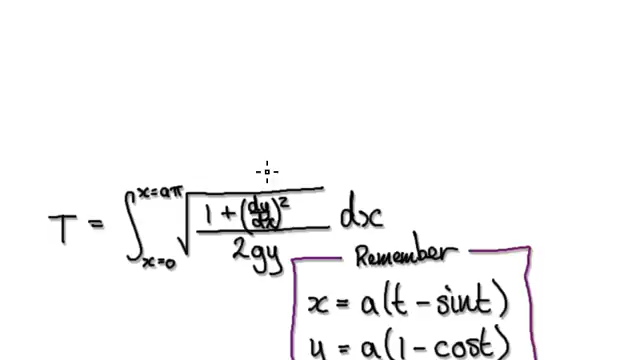 T = ∫_{x=0}^{x=aπ} √((1 + (dy/dx)²)/(2gy)) dx
Remember
x = a(t - sint)
y = a(1 - cost)